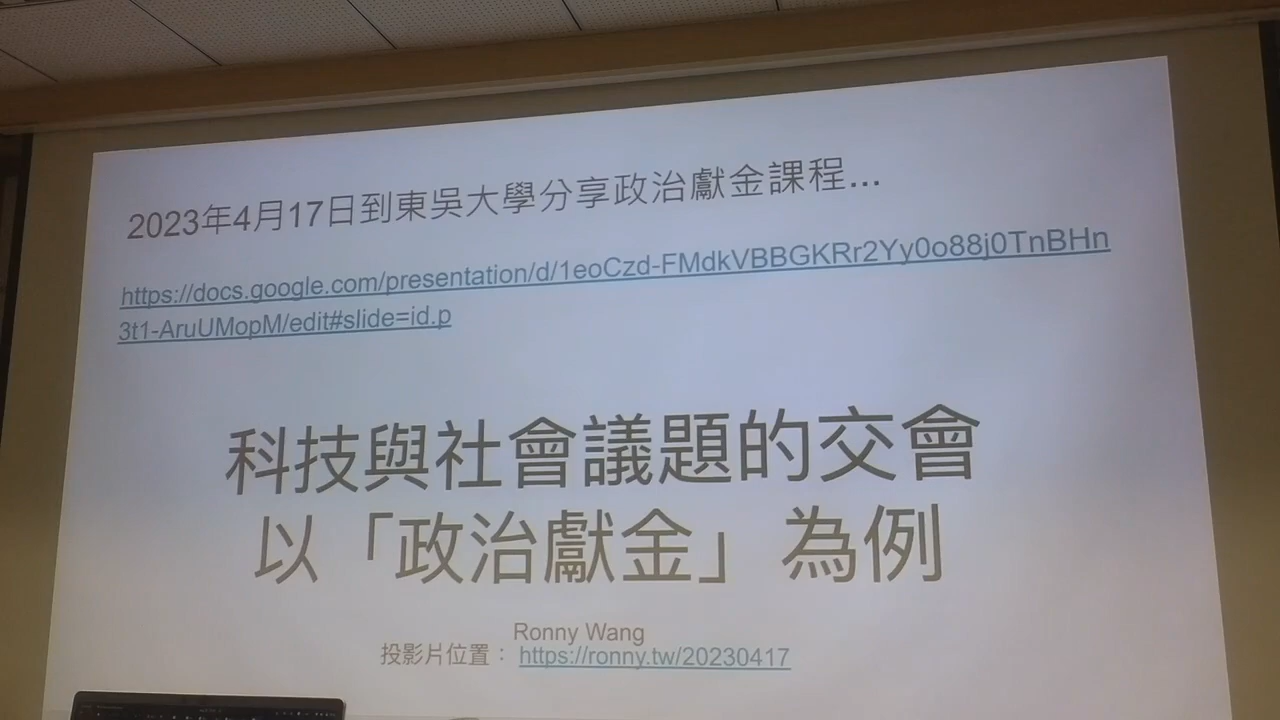 2023年4月17日到東吳大學分享政治獻金課程...
https://docs.google.com/presentation/d/1eoCzd-FMdkVBBGKRr2Yy0o88j0TnBHn
3t1-AruUMopM/edit#slide=id.p
科技與社會議題的交會
以「政治獻金」為例
Ronny Wang
投影片位置：https://ronny.tw/20230417